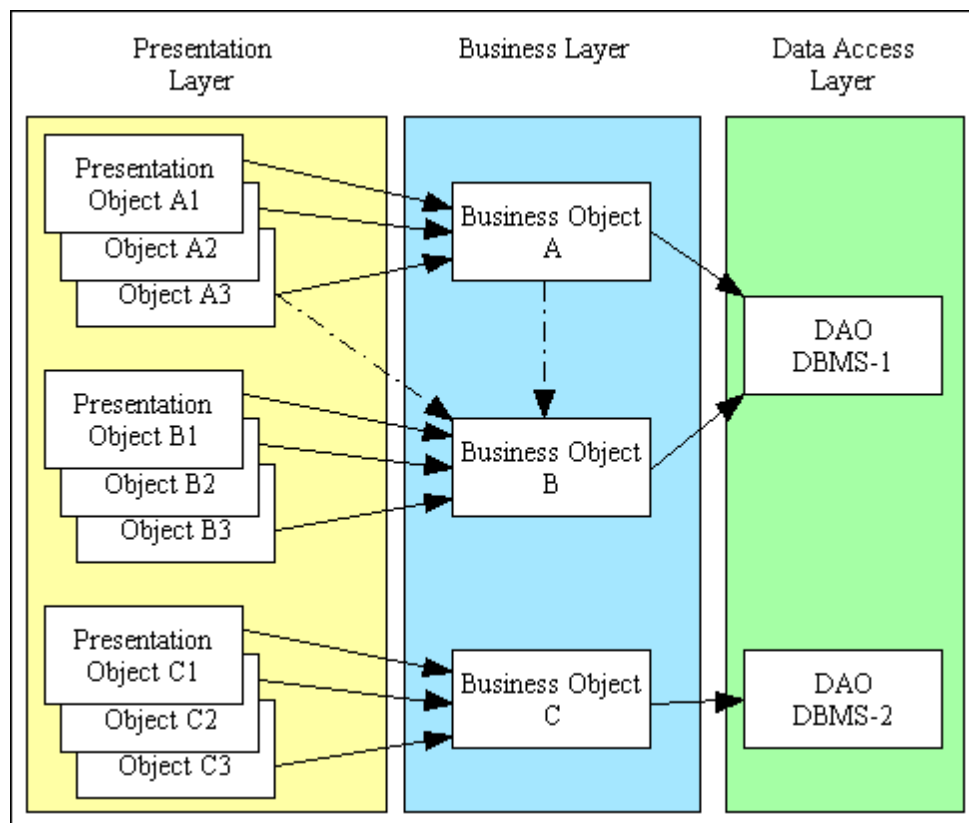 Presentation
Layer
Business Layer
Data Access
Layer
Presentation
Object A1
Object A2
Object A3
Business Object
A
DAO
DBMS-1
Presentation
Object B1
Object B2
Object B3
Business Object
B
Presentation
Object C1
Object C2
Object C3
Business Object
C
DAO
DBMS-2